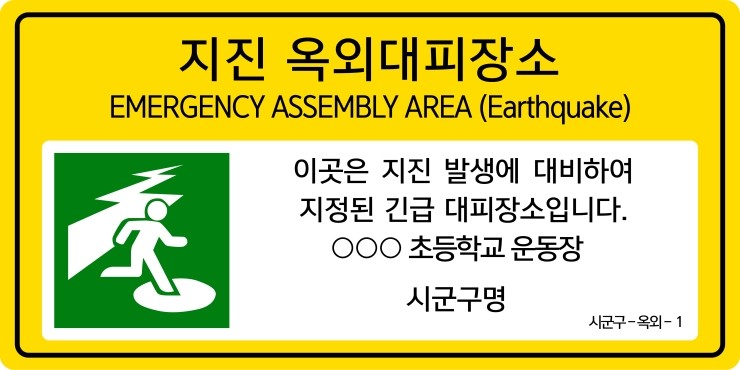 지진 옥외대피장소
EMERGENCY ASSEMBLY AREA (Earthquake)
이곳은 지진 발생에 대비하여
지정된 긴급 대피장소입니다.
○○○ 초등학교 운동장
시군구명
시군구 – 옥외 – 1